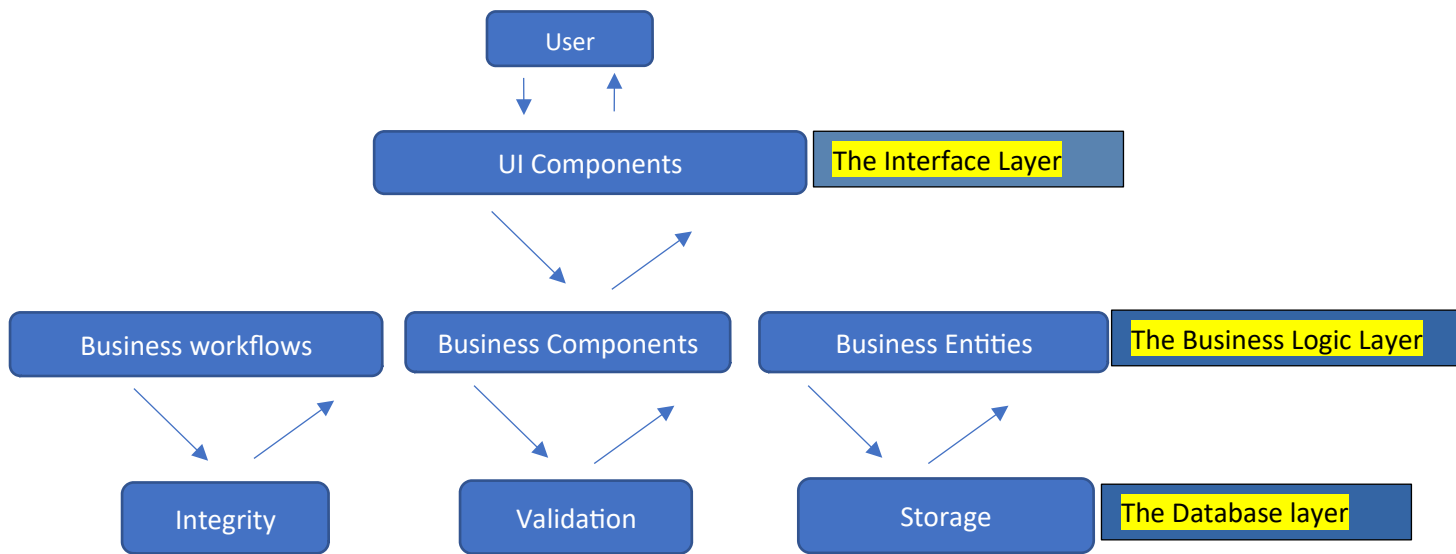 User
UI Components
The Interface Layer
Business workflows
Business Components
Business Entities
The Business Logic Layer
Integrity
Validation
Storage
The Database layer